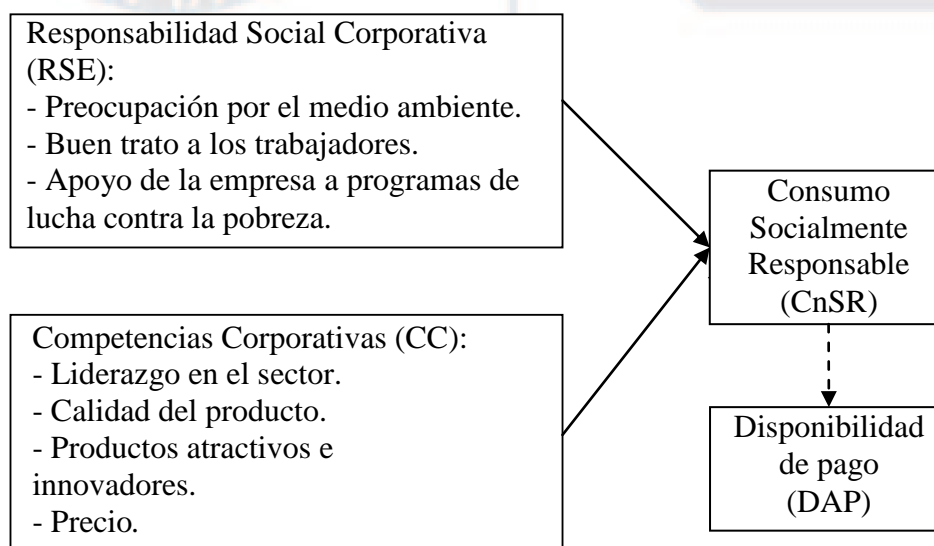 Responsabilidad Social Corporativa
(RSE):
- Preocupación por el medio ambiente.
- Buen trato a los trabajadores.
- Apoyo de la empresa a programas de
lucha contra la pobreza.
Competencias Corporativas (CC):
- Liderazgo en el sector.
- Calidad del producto.
- Productos atractivos e
innovadores.
- Precio.
Consumo
Socialmente
Responsable
(CnSR)
Disponibilidad
de pago
(DAP)